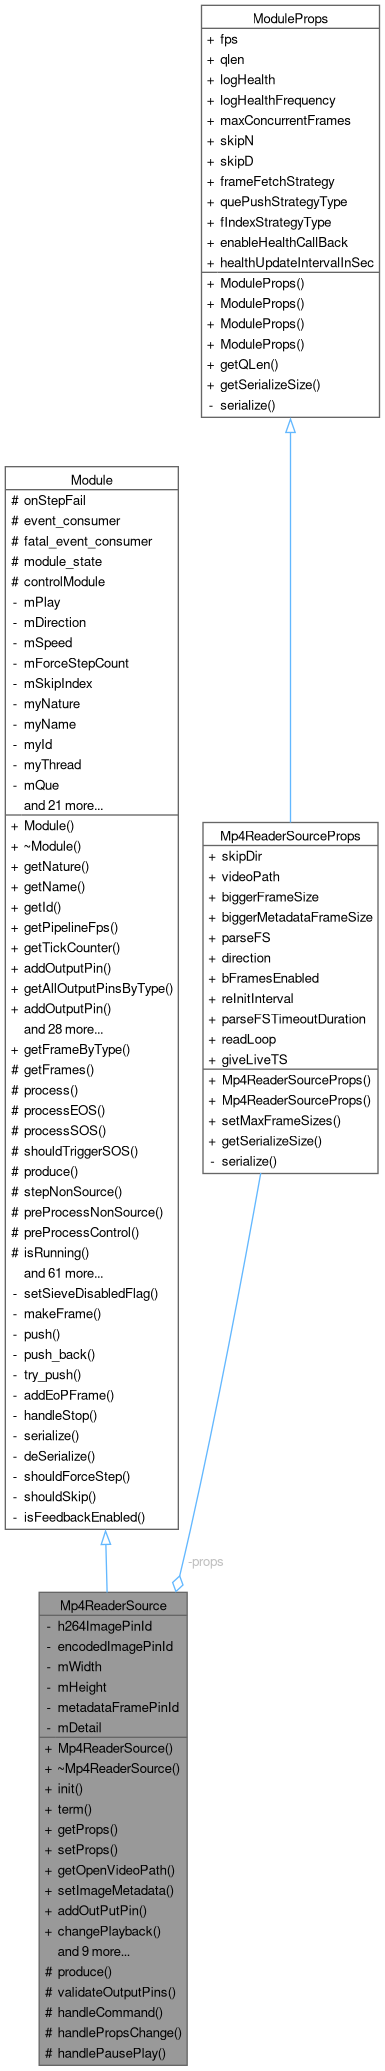 ModuleProps
+ fps
+ qlen
+ logHealth
+ logHealthFrequency
+ maxConcurrentFrames
+ skipN
+ skipD
+ frameFetchStrategy
+ quePushStrategyType
+ fIndexStrategyType
+ enableHealthCallBack
+ healthUpdateIntervalInSec
+ ModuleProps()
+ ModuleProps()
+ ModuleProps()
+ ModuleProps()
+ getQLen()
+ getSerializeSize()
- serialize()
Module
# onStepFail
# event_consumer
# fatal_event_consumer
# module_state
# controlModule
- mPlay
- mDirection
- mSpeed
- mForceStepCount
- mSkipIndex
- myNature
- myName
- myId
- myThread
- mQue
and 21 more...
+ Module()
+ ~Module()
+ getNature()
+ getName()
+ getId()
+ getPipelineFps()
+ getTickCounter()
+ addOutputPin()
+ getAllOutputPinsByType()
+ addOutputPin()
and 28 more...
+ getFrameByType()
# getFrames()
# process()
# processEOS()
# processSOS()
# shouldTriggerSOS()
# produce()
# stepNonSource()
# preProcessNonSource()
# preProcessControl()
# isRunning()
and 61 more...
- setSieveDisabledFlag()
- makeFrame()
- push()
- push_back()
- try_push()
- addEoPFrame()
- handleStop()
- serialize()
- deSerialize()
- shouldForceStep()
- shouldSkip()
- isFeedbackEnabled()
Mp4ReaderSourceProps
+ skipDir
+ videoPath
+ biggerFrameSize
+ biggerMetadataFrameSize
+ parseFS
+ direction
+ bFramesEnabled
+ reInitInterval
+ parseFSTimeoutDuration
+ readLoop
+ giveLiveTS
+ Mp4ReaderSourceProps()
+ Mp4ReaderSourceProps()
+ setMaxFrameSizes()
+ getSerializeSize()
- serialize()
-props
Mp4ReaderSource
- h264ImagePinId
- encodedImagePinId
- mWidth
- mHeight
- metadataFramePinId
- mDetail
+ Mp4ReaderSource()
+ ~Mp4ReaderSource()
+ init()
+ term()
+ getProps()
+ setProps()
+ getOpenVideoPath()
+ setImageMetadata()
+ addOutPutPin()
+ changePlayback()
and 9 more...
# produce()
# validateOutputPins()
# handleCommand()
# handlePropsChange()
# handlePausePlay()